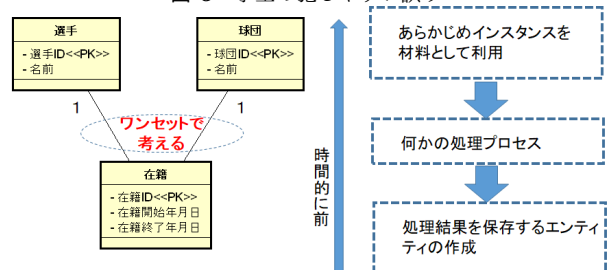 選手
- 選手ID<<PK>>
- 名前
球団
- 球団ID<<PK>>
- 名前
1
1
ワンセットで
考える
在籍
- 在籍ID<<PK>>
- 在籍開始年月日
- 在籍終了年月日
時間的に前
あらかじめインスタンスを
材料として利用
何かの処理プロセス
処理結果を保存するエンティ
ティの作成